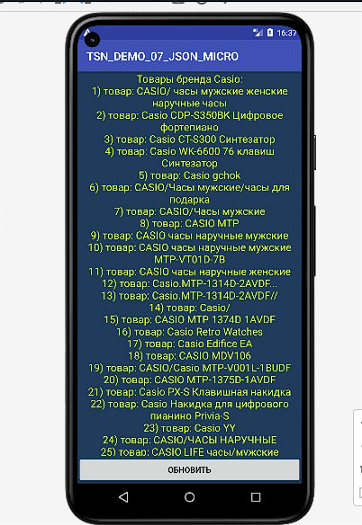 16:37
TSN_DEMO_07_JSON_MICRO
Товары бренда Casio:
1) товар: CASIO/ часы мужские женские
наручные часы
2) товар: Casio CDP-S350BK Цифровое
фортепиано
3) товар: Casio CT-S300 Синтезатор
4) товар: Casio WK-6600 76 клавиш
Синтезатор
5) товар: Casio gchok
6) товар: CASIO/Часы мужские/часы для
подарка
7) товар: CASIO/Часы мужские
8) товар: CASIO MTP
9) товар: CASIO часы наручные мужские
10) товар: CASIO часы наручные мужские
MTP-VT01D-7B
11) товар: CASIO часы наручные женские
12) товар: Casio.MTP-1314D-2AVDF...
13) товар: Casio.MTP-1314D-2AVDF//
14) товар: Casio/
15) товар: CASIO MTP 1374D 1AVDF
16) товар: Casio Retro Watches
17) товар: Casio Edifice EA
18) товар: CASIO MDV106
19) товар: CASIO/Casio MTP-V001L-1BUDF
20) товар: CASIO MTP-1375D-1AVDF
21) товар: Casio PX-S Клавишная накидка
22) товар: Casio Накидка для цифрового
пианино Privia-S
23) товар: Casio YY
24) товар: CASIO/ЧАСЫ НАРУЧНЫЕ
25) товар: CASIO LIFE часы/мужские
ОБНОВИТЬ